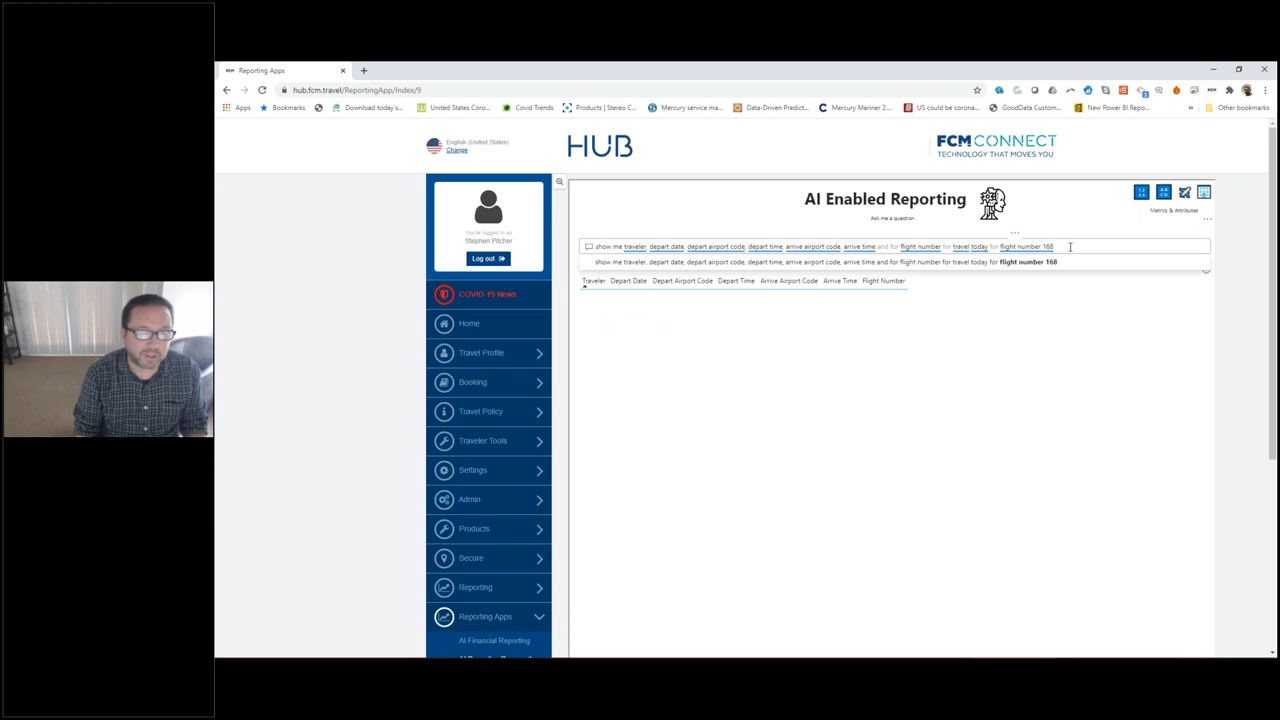 Reporting Apps
hub.fcm.travel/ReportingApp/Index/9
Apps Bookmarks Download today's... United States Coro... Covid Trends Products | Stereo C... Mercury service ma... Data-Driven Predict... Mercury Mariner 2.... US could be corona... GoodData Custom... New Power BI Repo... » Other bookmarks
English (United States)
Change
HUB
FCM CONNECT
TECHNOLOGY THAT MOVES YOU
You're logged in as
Stephen Pitcher
Log out
COVID-19 News
Home
Travel Profile
Booking
Travel Policy
Traveler Tools
Settings
Admin
Products
Secure
Reporting
Reporting Apps
AI Financial Reporting
AI Enabled Reporting
Ask me a question
Metrics & Attributes
show me traveler, depart date, depart airport code, depart time, arrive airport code, arrive time and for flight number for travel today for flight number 168
show me traveler, depart date, depart airport code, depart time, arrive airport code, arrive time and for flight number for travel today for flight number 168
Traveler Depart Date Depart Airport Code Depart Time Arrive Airport Code Arrive Time Flight Number